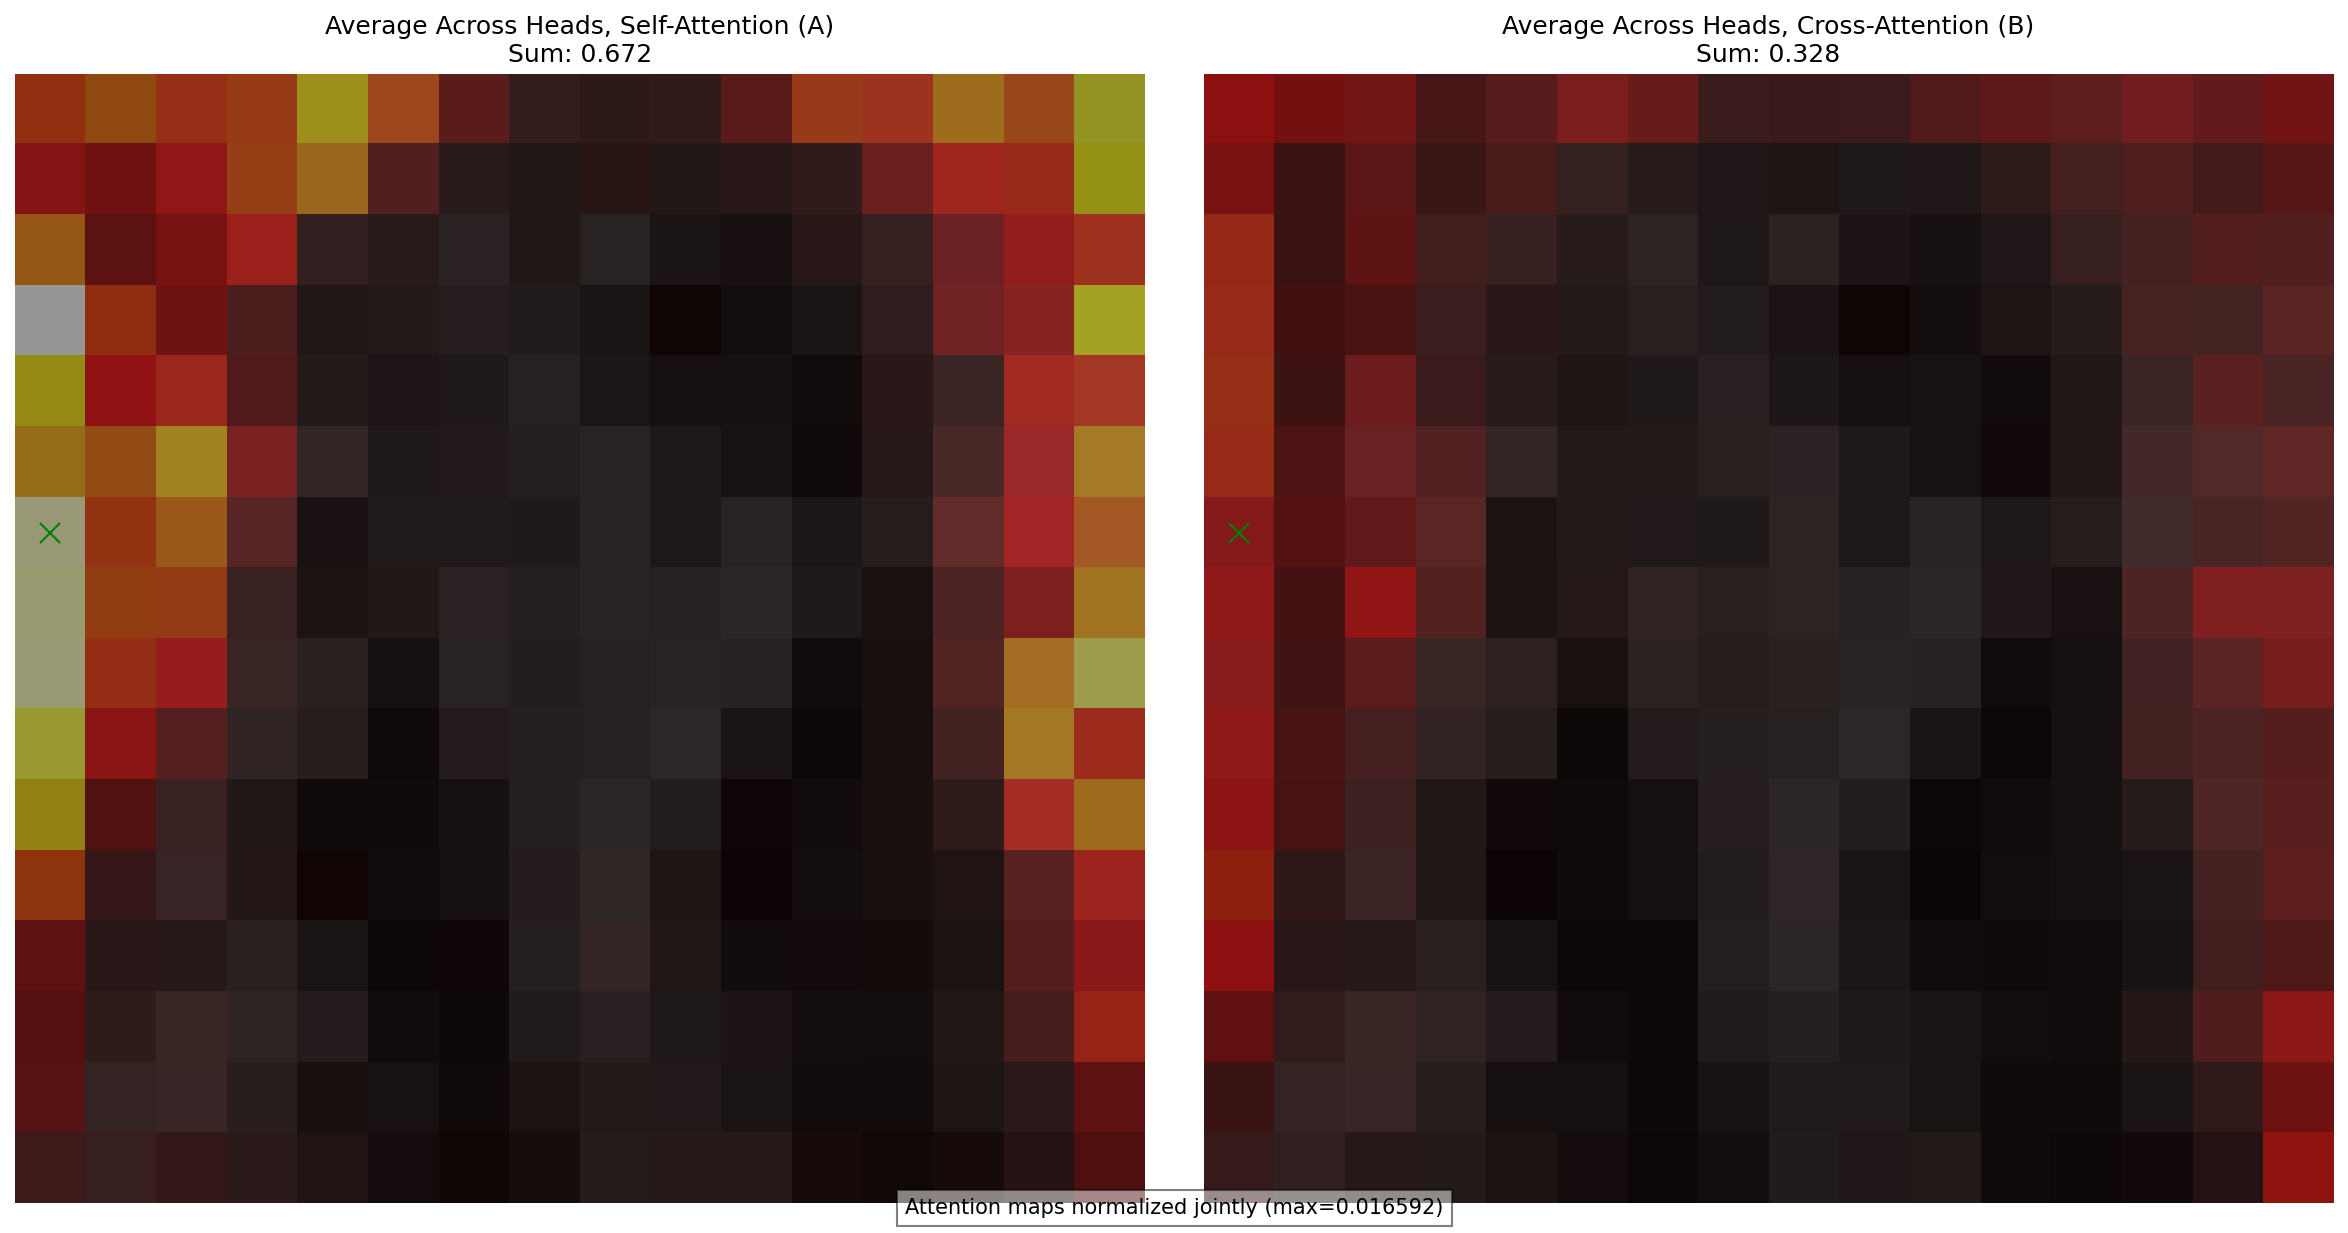 Average Across Heads, Self-Attention (A)
Sum: 0.672
Average Across Heads, Cross-Attention (B)
Sum: 0.328
Attention maps normalized jointly (max=0.016592)